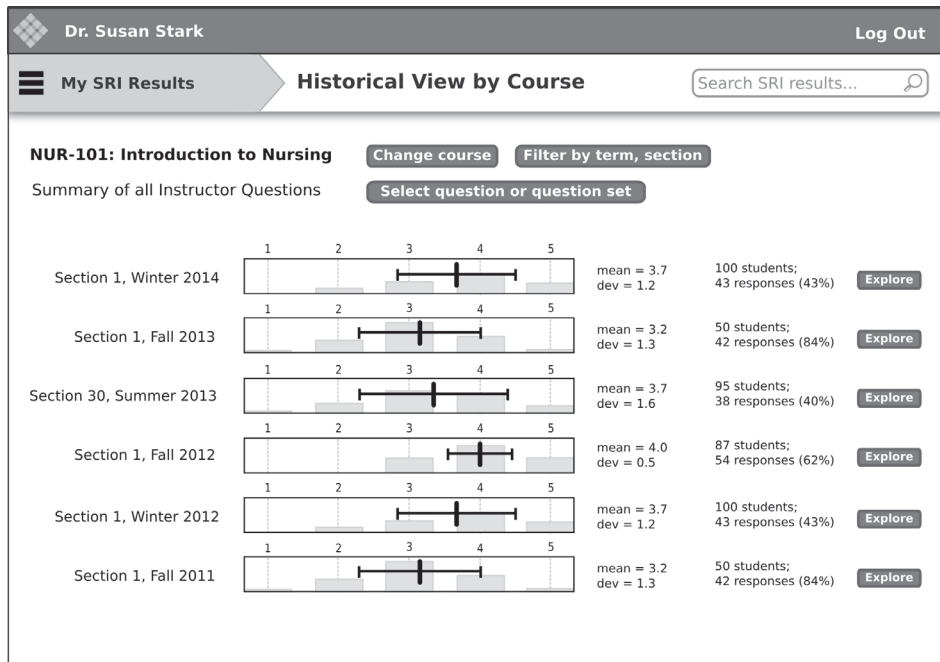 Dr. Susan Stark
Log Out
My SRI Results
Historical View by Course
Search SRI results...
NUR-101: Introduction to Nursing
Change course
Filter by term, section
Summary of all Instructor Questions
Select question or question set
1 2 3 4 5
Section 1, Winter 2014
mean = 3.7
dev = 1.2
100 students;
43 responses (43%)
Explore
1 2 3 4 5
Section 1, Fall 2013
mean = 3.2
dev = 1.3
50 students;
42 responses (84%)
Explore
1 2 3 4 5
Section 30, Summer 2013
mean = 3.7
dev = 1.6
95 students;
38 responses (40%)
Explore
1 2 3 4 5
Section 1, Fall 2012
mean = 4.0
dev = 0.5
87 students;
54 responses (62%)
Explore
1 2 3 4 5
Section 1, Winter 2012
mean = 3.7
dev = 1.2
100 students;
43 responses (43%)
Explore
1 2 3 4 5
Section 1, Fall 2011
mean = 3.2
dev = 1.3
50 students;
42 responses (84%)
Explore